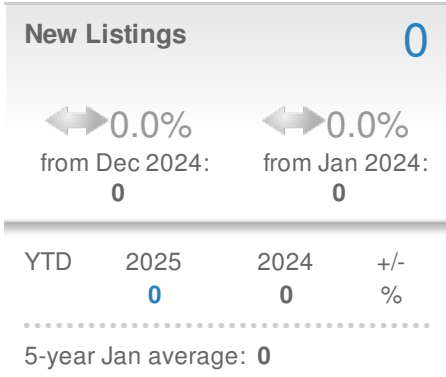 New Listings 0
0.0% 0.0%
from Dec 2024: from Jan 2024:
0 0
YTD 2025 2024 +/-
0 0 %
5-year Jan average: 0